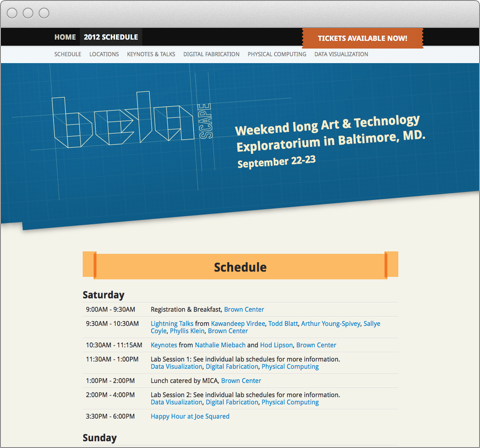 HOME 2012 SCHEDULE TICKETS AVAILABLE NOW!
SCHEDULE LOCATIONS KEYNOTES & TALKS DIGITAL FABRICATION PHYSICAL COMPUTING DATA VISUALIZATION
beta SCAPE
Weekend long Art & Technology
Exploratorium in Baltimore, MD.
September 22-23
Schedule
Saturday
9:00AM - 9:30AM Registration & Breakfast, Brown Center
9:30AM - 10:30AM Lightning Talks from Kawandeep Virdee, Todd Blatt, Arthur Young-Spivey, Sallye
Coyle, Phyllis Klein, Brown Center
10:30AM - 11:15AM Keynotes from Nathalie Miebach and Hod Lipson, Brown Center
11:30AM - 1:00PM Lab Session 1: See individual lab schedules for more information.
Data Visualization, Digital Fabrication, Physical Computing
1:00PM - 2:00PM Lunch catered by MICA, Brown Center
2:00PM - 4:00PM Lab Session 2: See individual lab schedules for more information.
Data Visualization, Digital Fabrication, Physical Computing
3:30PM - 6:00PM Happy Hour at Joe Squared
Sunday